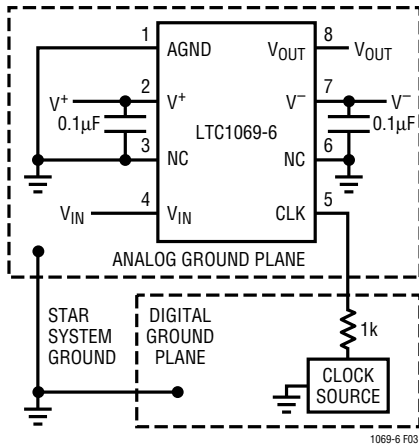 1
AGND
8
VOUT
VOUT
V+
2
V+
7
V–
V–
0.1µF
LTC1069-6
0.1µF
3
NC
6
NC
VIN
4
VIN
5
CLK
ANALOG GROUND PLANE
STAR
SYSTEM
GROUND
DIGITAL
GROUND
PLANE
1k
CLOCK
SOURCE
1069-6 F03